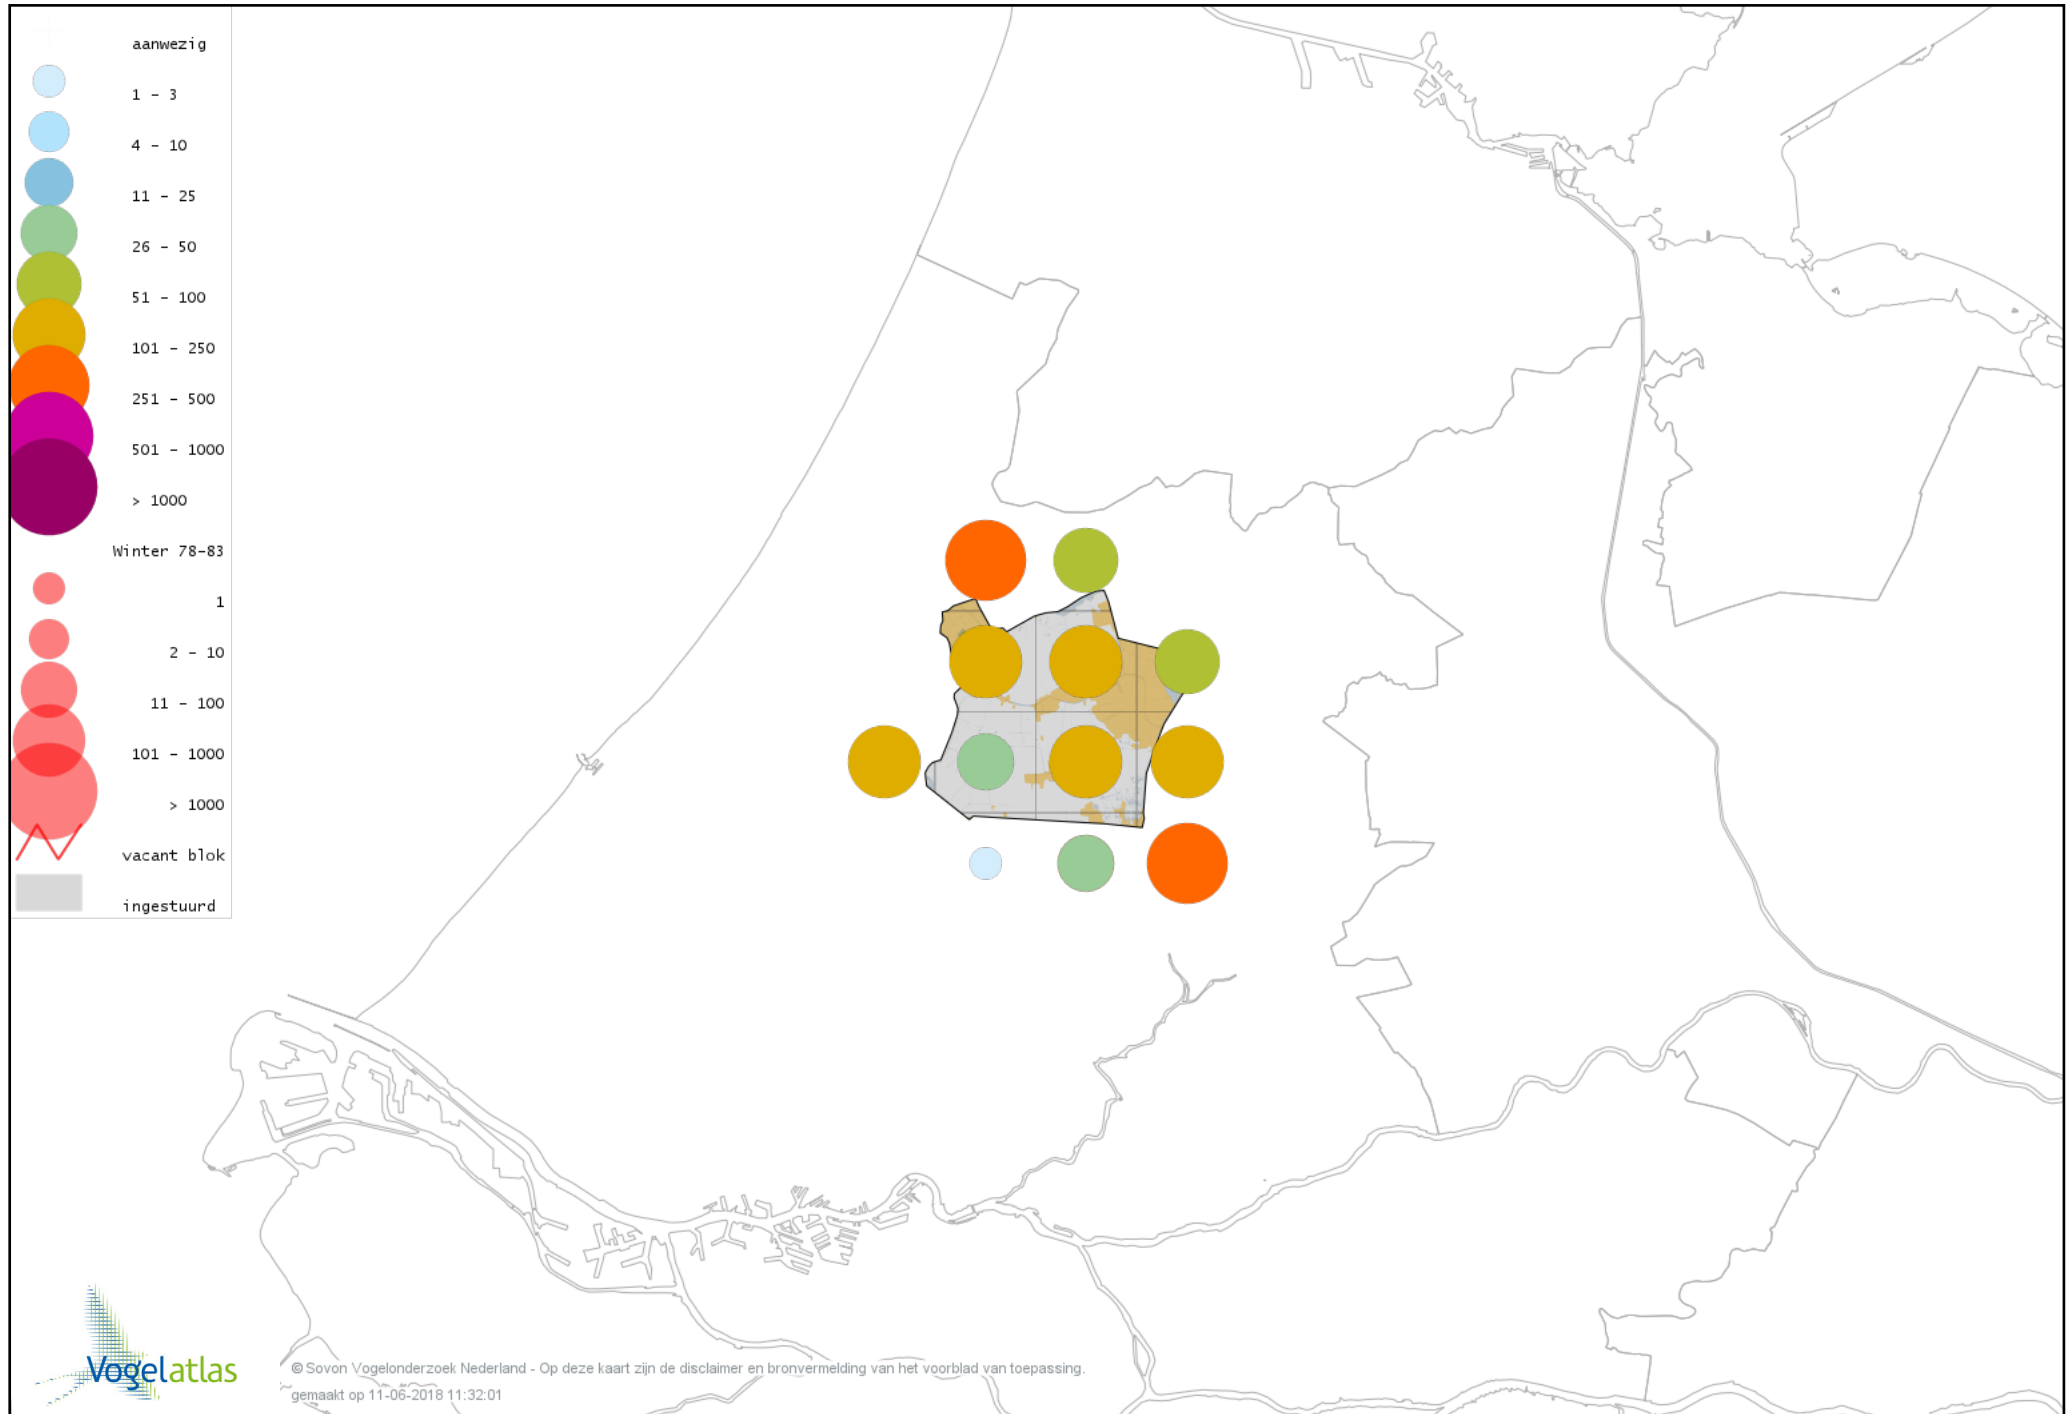 aanwezig
1 - 3
4 - 10
11 - 25
26 - 50
51 - 100
101 - 250
251 - 500
501 - 1000
> 1000
Winter 78-83
1
2 - 10
11 - 100
101 - 1000
> 1000
vacant blok
ingestuurd
Vogelatlas
© Sovon Vogelonderzoek Nederland - Op deze kaart zijn de disclaimer en bronvermelding van het voorblad van toepassing.
gemaakt op 11-06-2018 11:32:01